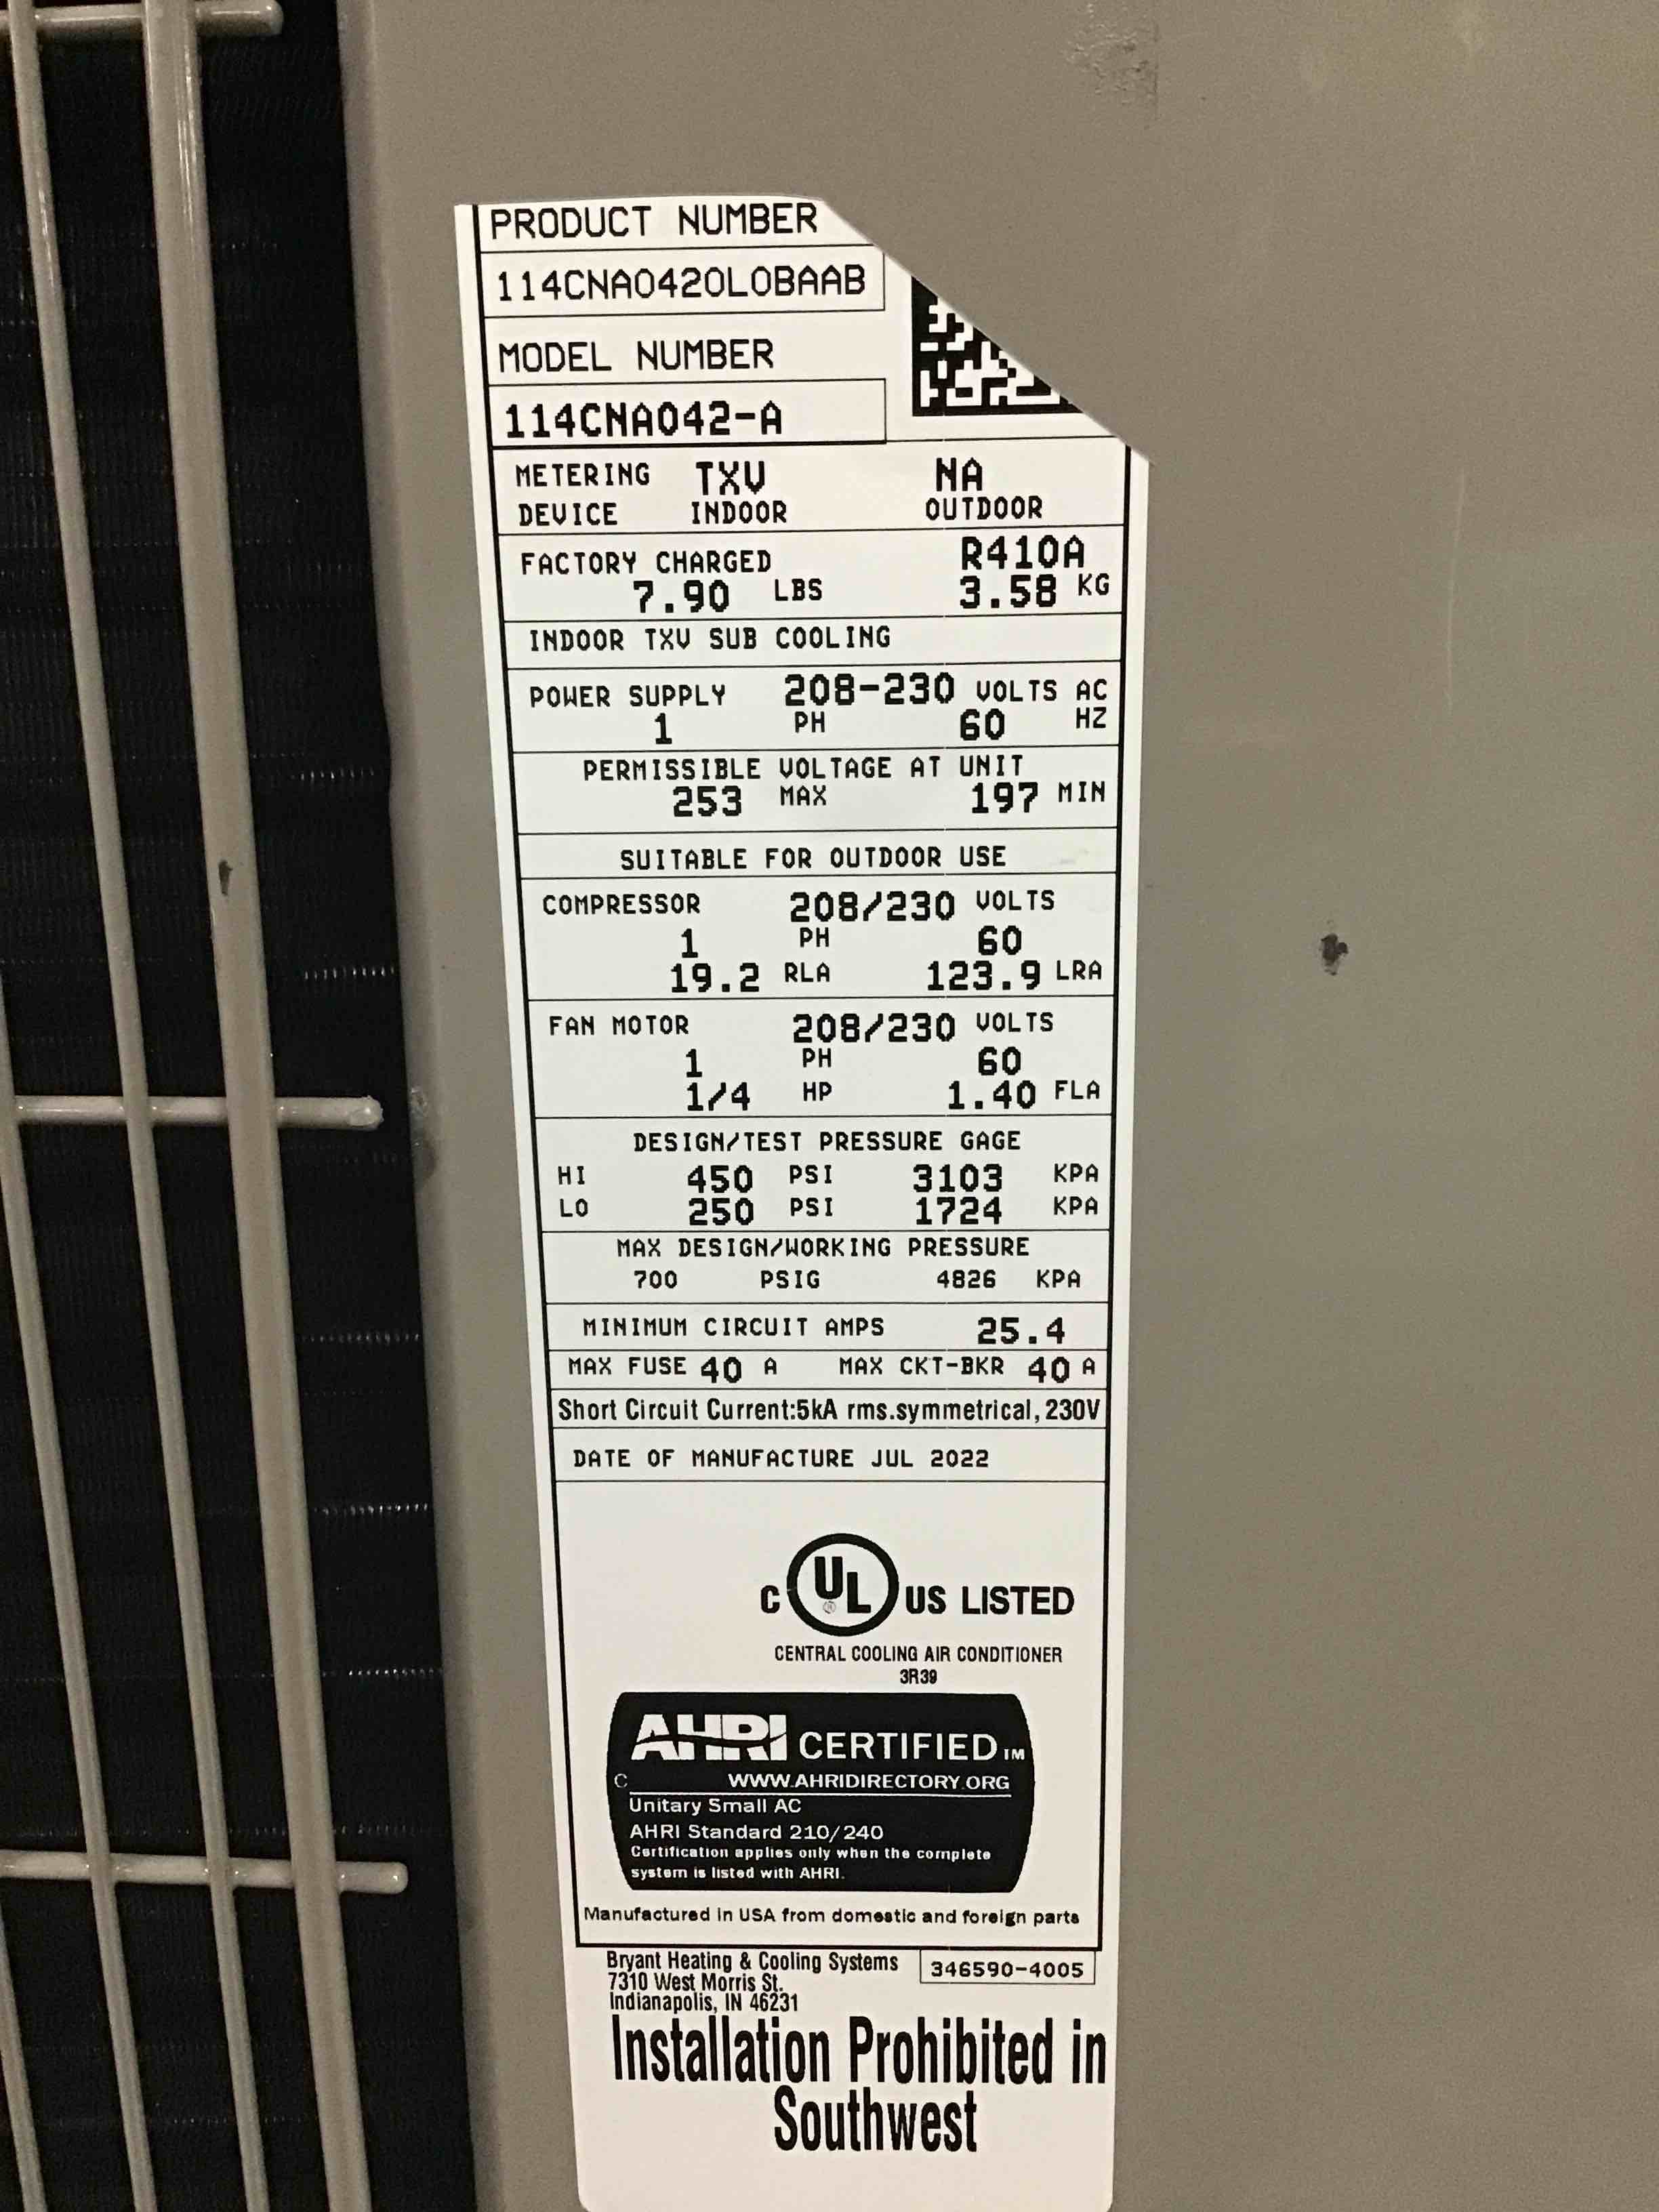 PRODUCT NUMBER
114CNA0420L0BAAB
MODEL NUMBER
114CNA042-A
METERING TXV NA
DEVICE INDOOR OUTDOOR
FACTORY CHARGED R410A
7.90 LBS 3.58 KG
INDOOR TXV SUB COOLING
POWER SUPPLY 208-230 VOLTS AC
1 PH 60 HZ
PERMISSIBLE VOLTAGE AT UNIT
253 MAX 197 MIN
SUITABLE FOR OUTDOOR USE
COMPRESSOR 208/230 VOLTS
1 PH 60
19.2 RLA 123.9 LRA
FAN MOTOR 208/230 VOLTS
1 PH 60
1/4 HP 1.40 FLA
DESIGN/TEST PRESSURE GAGE
HI 450 PSI 3103 KPA
LO 250 PSI 1724 KPA
MAX DESIGN/WORKING PRESSURE
700 PSIG 4826 KPA
MINIMUM CIRCUIT AMPS 25.4
MAX FUSE 40 A MAX CKT-BKR 40 A
Short Circuit Current:5kA rms.symmetrical, 230V
DATE OF MANUFACTURE JUL 2022
C UL ® US LISTED
CENTRAL COOLING AIR CONDITIONER
3R39
AHRI CERTIFIED TM
C WWW.AHRIDIRECTORY.ORG
Unitary Small AC
AHRI Standard 210/240
Certification applies only when the complete
system is listed with AHRI.
Manufactured in USA from domestic and foreign parts
Bryant Heating & Cooling Systems 346590-4005
7310 West Morris St.
Indianapolis, IN 46231
Installation Prohibited in
Southwest